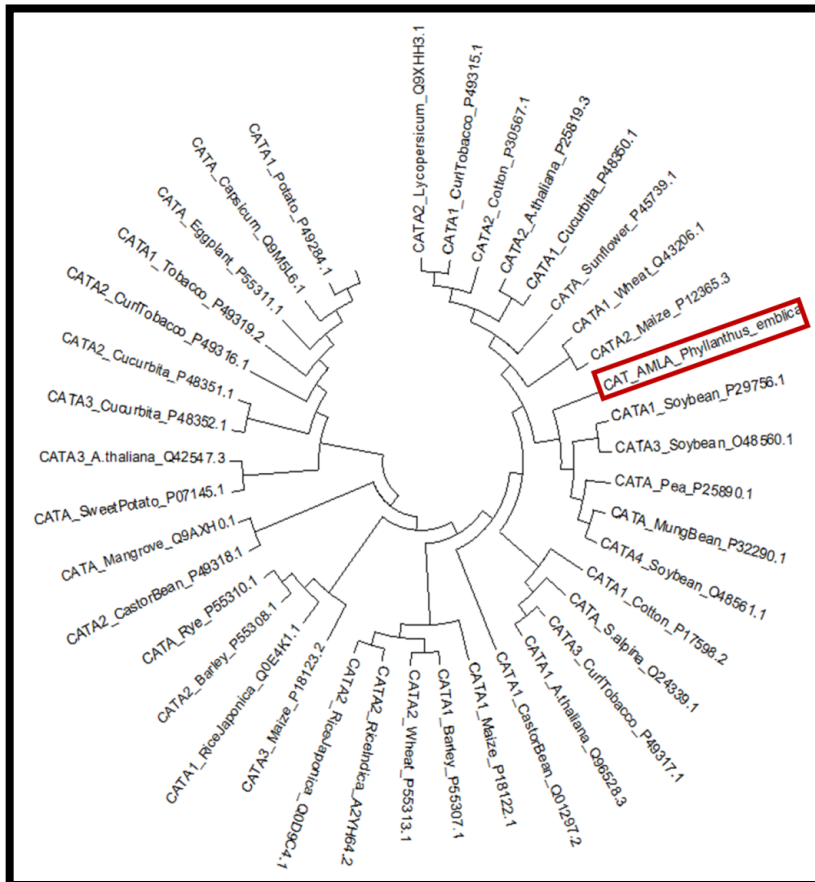 CATA2_Lycopersicum_Q9XHH3.1
CATA1_CurlTobacco_P49315.1
CATA2_Cotton_P30567.1
CATA2_A.thaliana_P25819.3
CATA1_Cucurbita_P48350.1
CATA_Sunflower_P45739.1
CATA1_Wheat_Q43206.1
CATA2_Maize_P12365.3
CAT_AMLA_Phyllanthus_emblica
CATA1_Soybean_P29756.1
CATA3_Soybean_O48560.1
CATA_Pea_P25890.1
CATA_MungBean_P32290.1
CATA4_Soybean_O48561.1
CATA1_Cotton_P17598.2
CATA_S.alpina_O24339.1
CATA3_CurlTobacco_P49317.1
CATA1_A.thaliana_Q96528.3
CATA1_CastorBean_Q01297.2
CATA1_Maize_P18122.1
CATA1_Barley_P55307.1
CATA2_Wheat_P55313.1
CATA2_RiceIndica_A2YH64.2
CATA2_RiceJaponica_Q0D9C4.1
CATA3_Maize_P18123.2
CATA1_RiceJaponica_Q0E4K1.1
CATA2_Barley_P55308.1
CATA_Rye_P55310.1
CATA2_CastorBean_P49318.1
CATA_Mangrove_Q9AXH0.1
CATA_SweetPotato_P07145.1
CATA3_A.thaliana_Q42547.3
CATA3_Cucurbita_P48352.1
CATA2_Cucurbita_P48351.1
CATA2_CurlTobacco_P49316.1
CATA1_Tobacco_P49319.2
CATA_Eggplant_P55311.1
CATA_Capsicum_Q9M5L6.1
CATA1_Potato_P49284.1